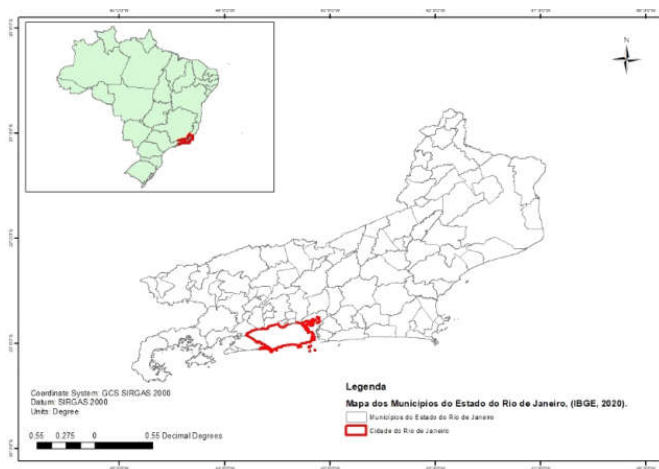 N
Coordinate System: GCS SIRGAS 2000
Datum: SIRGAS 2000
Units: Degree
0.55 0.275 0 0.55 Decimal Degrees
Legenda
Mapa dos Municípios do Estado do Rio de Janeiro, (IBGE, 2020).
Municípios do Estado do Rio de Janeiro
Cidade do Rio de Janeiro